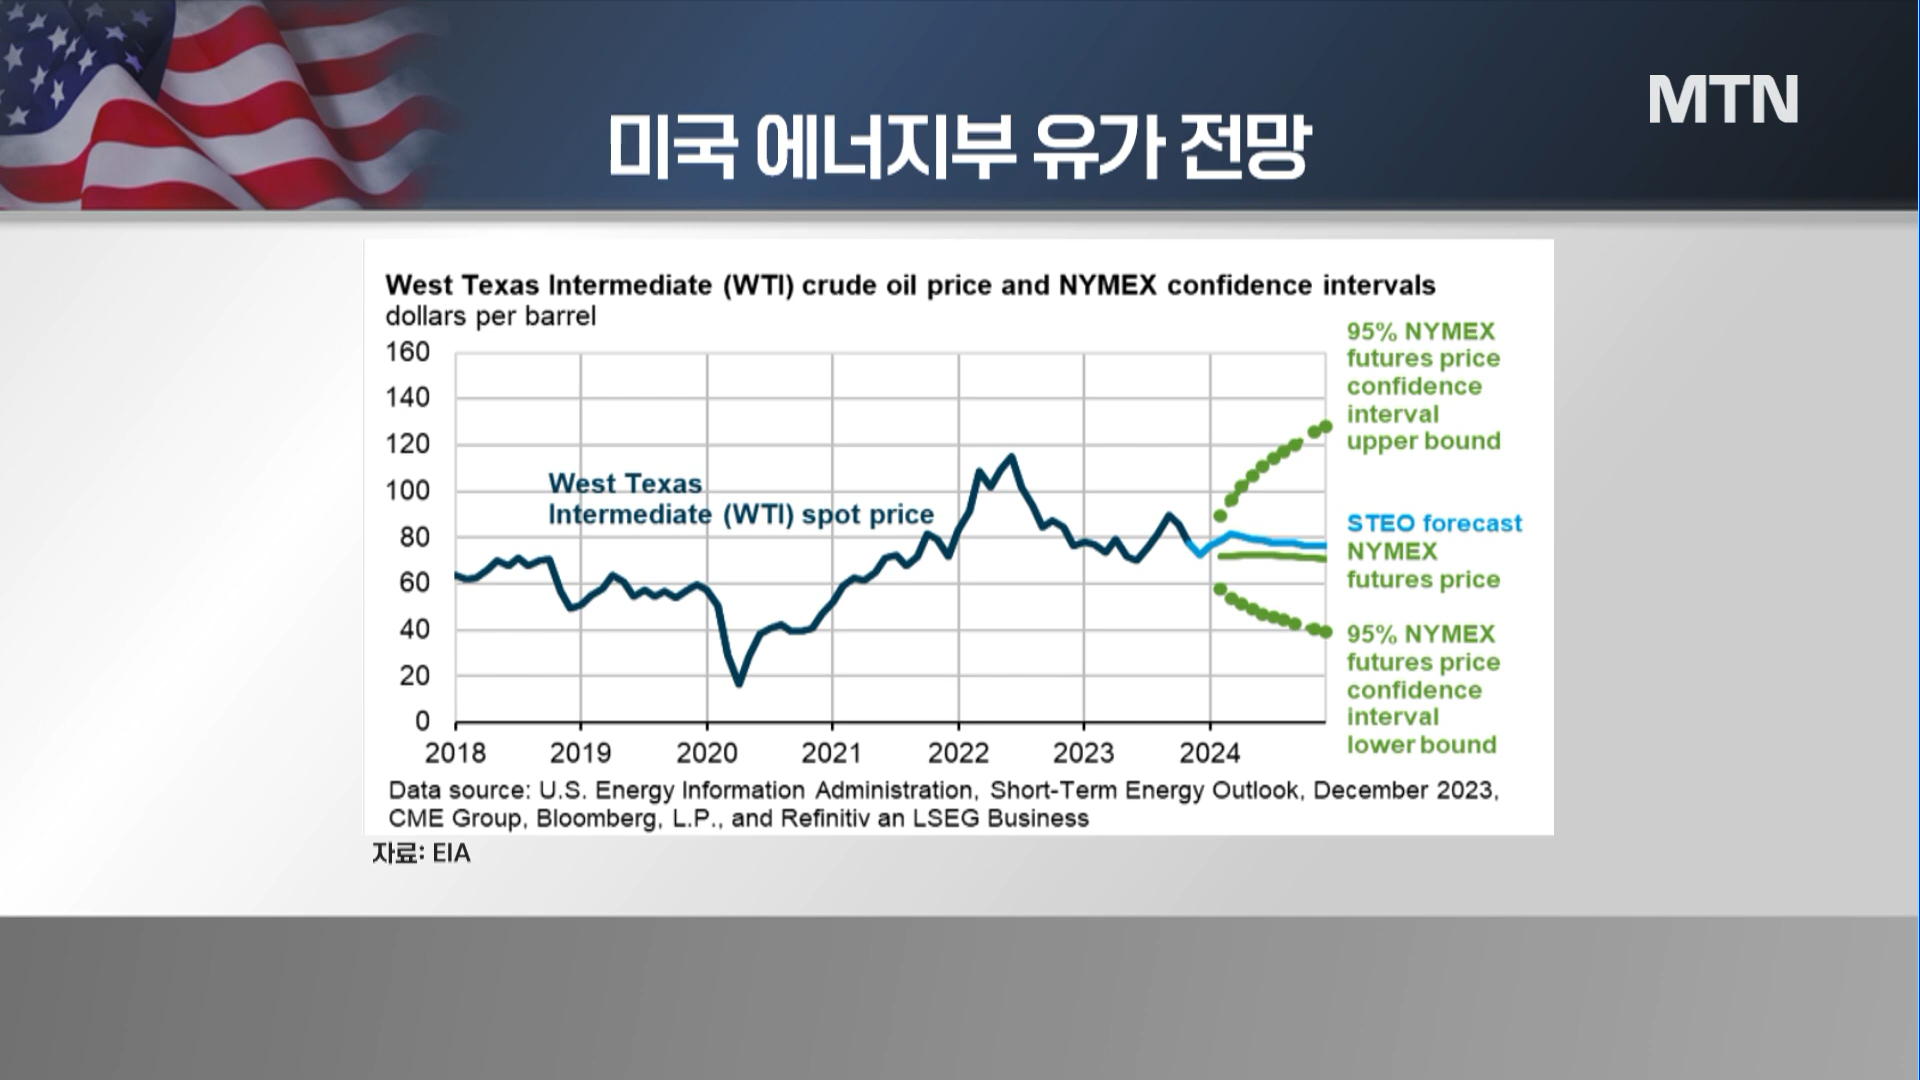 MTN
미국 에너지부 유가 전망
West Texas Intermediate (WTI) crude oil price and NYMEX confidence intervals
dollars per barrel
160
140
120
100
80
60
40
20
0
2018 2019 2020 2021 2022 2023 2024
West Texas
Intermediate (WTI) spot price
95% NYMEX
futures price
confidence
interval
upper bound
STEO forecast
NYMEX
futures price
95% NYMEX
futures price
confidence
interval
lower bound
Data source: U.S. Energy Information Administration, Short-Term Energy Outlook, December 2023,
CME Group, Bloomberg, L.P., and Refinitiv an LSEG Business
자료: EIA